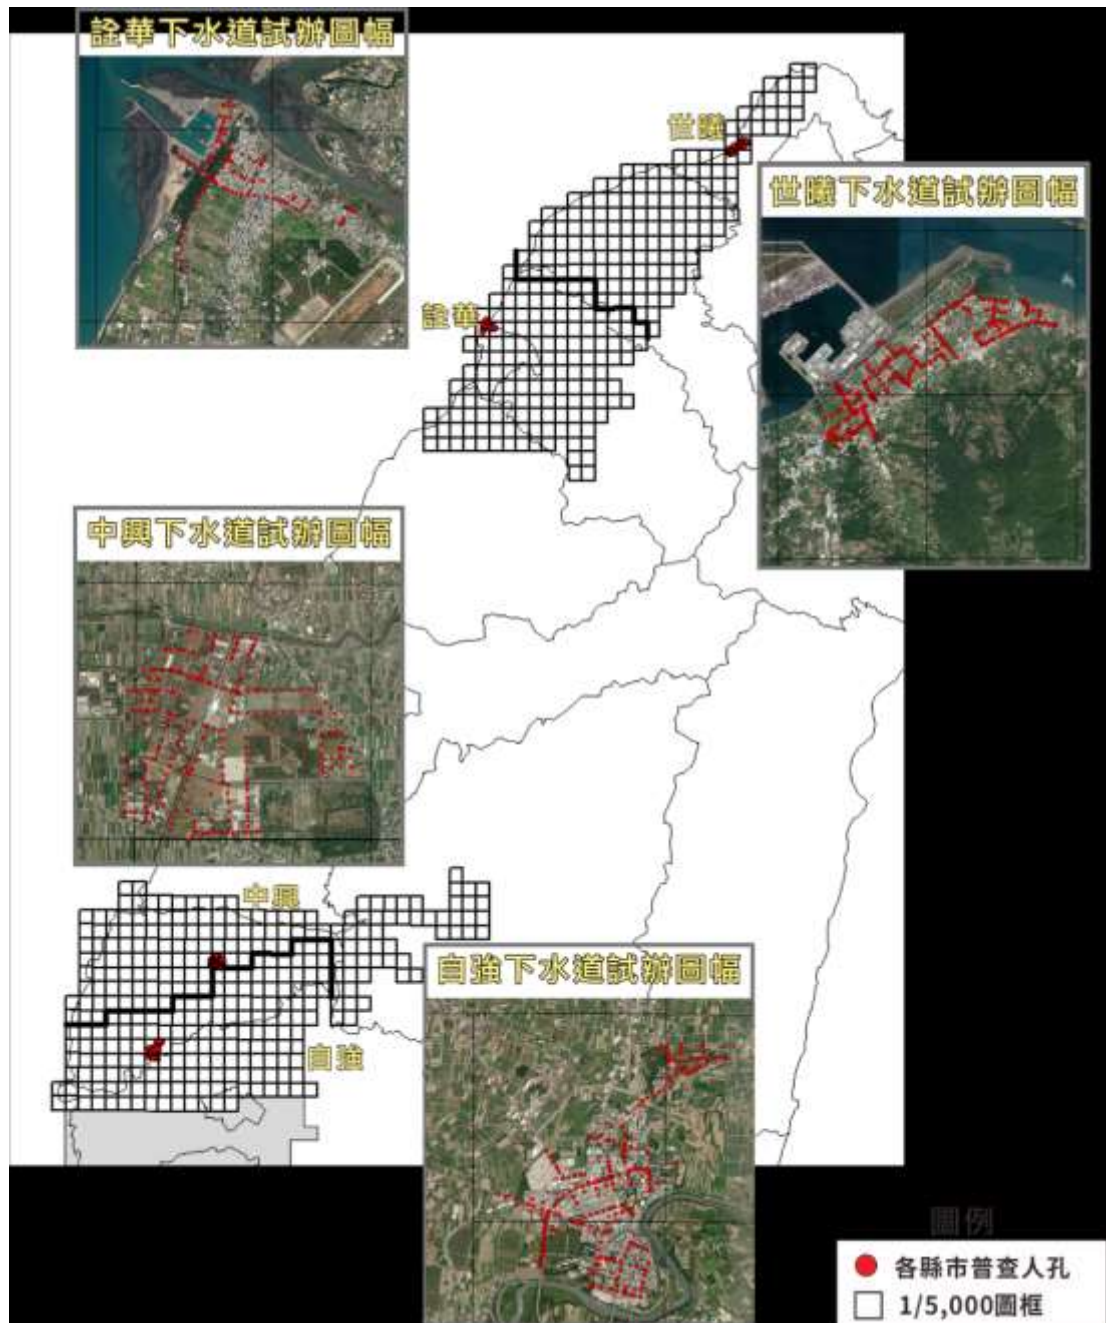 詮華下水道試辦圖幅
世曦
世曦下水道試辦圖幅
詮華
中興下水道試辦圖幅
中興
自強下水道試辦圖幅
自強
圖例
各縣市普查人孔
1/5,000圖框